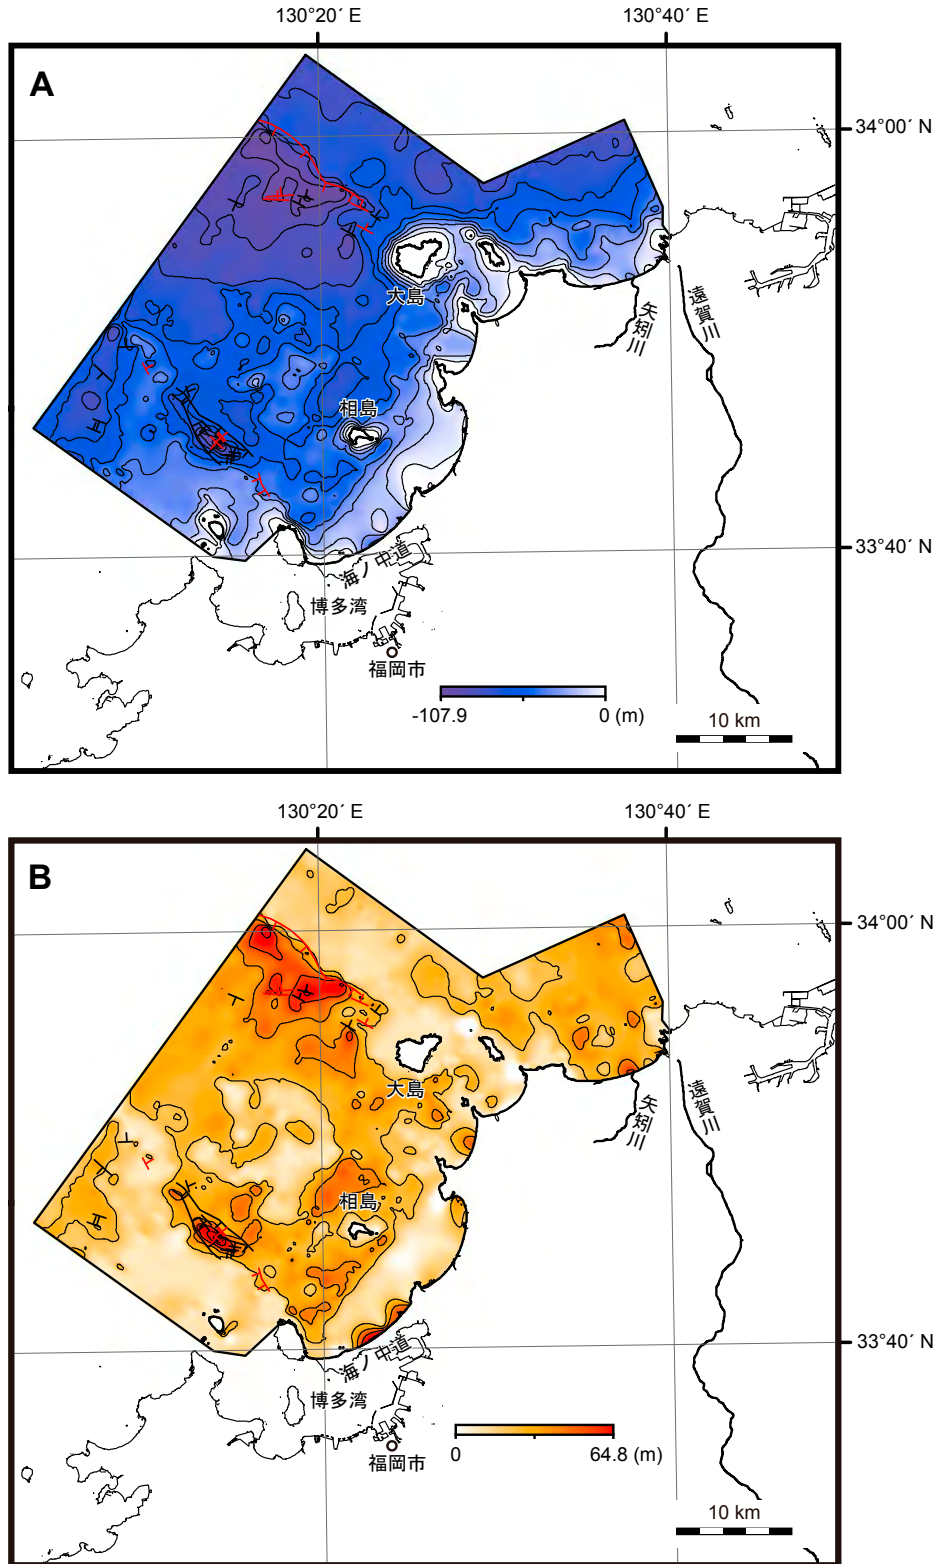 130°20´ E
130°40´ E
A
34°00´ N
大島
矢矧川
遠賀川
相島
33°40´ N
海ノ中道
博多湾
福岡市
-107.9
0 (m)
10 km
130°20´ E
130°40´ E
B
34°00´ N
大島
矢矧川
遠賀川
相島
33°40´ N
海ノ中道
博多湾
福岡市
0
64.8 (m)
10 km